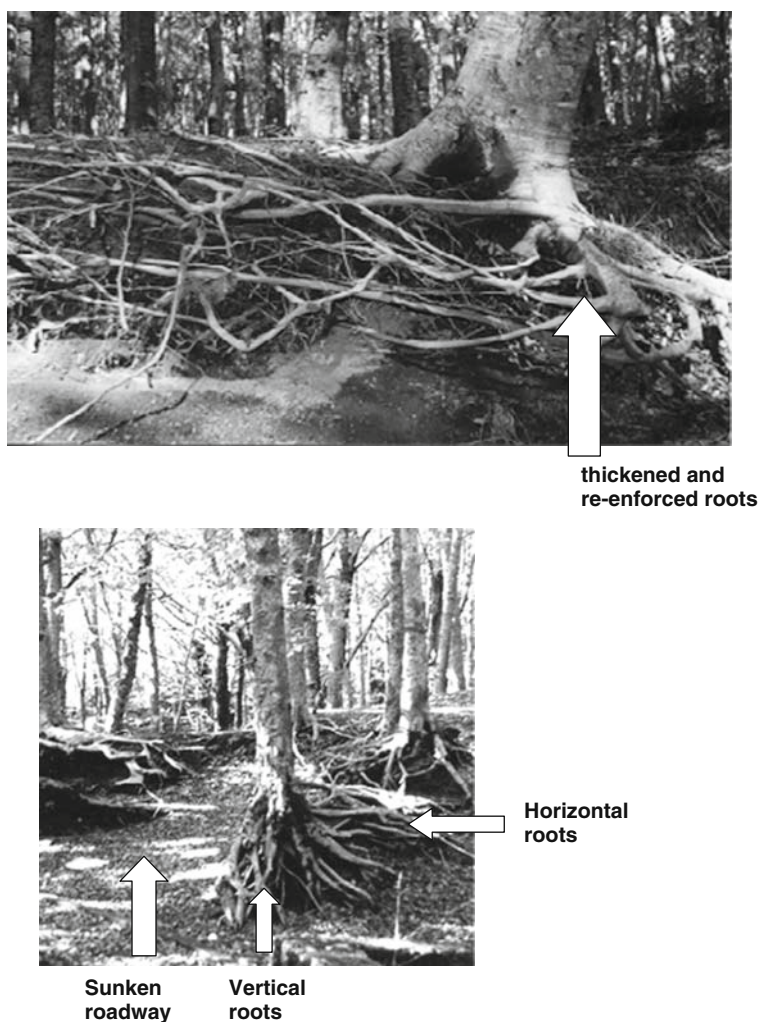 thickened and
re-enforced roots
Horizontal
roots
Sunken
roadway
Vertical
roots